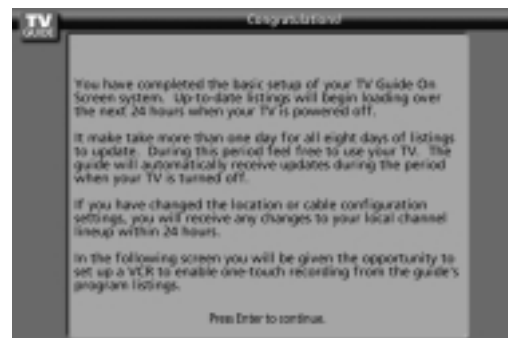 TV
GUIDE
Congratulations!
You have completed the basic setup of your TV Guide On
Screen system. Up-to-date listings will begin loading over
the next 24 hours when your TV is powered off.
It make take more than one day for all eight days of listings
to update. During this period feel free to use your TV. The
guide will automatically receive updates during the period
when your TV is turned off.
If you have changed the location or cable configuration
settings, you will receive any changes to your local channel
lineup within 24 hours.
In the following screen you will be given the opportunity to
set up a VCR to enable one-touch recording from the guide's
program listings.
Press Enter to continue.